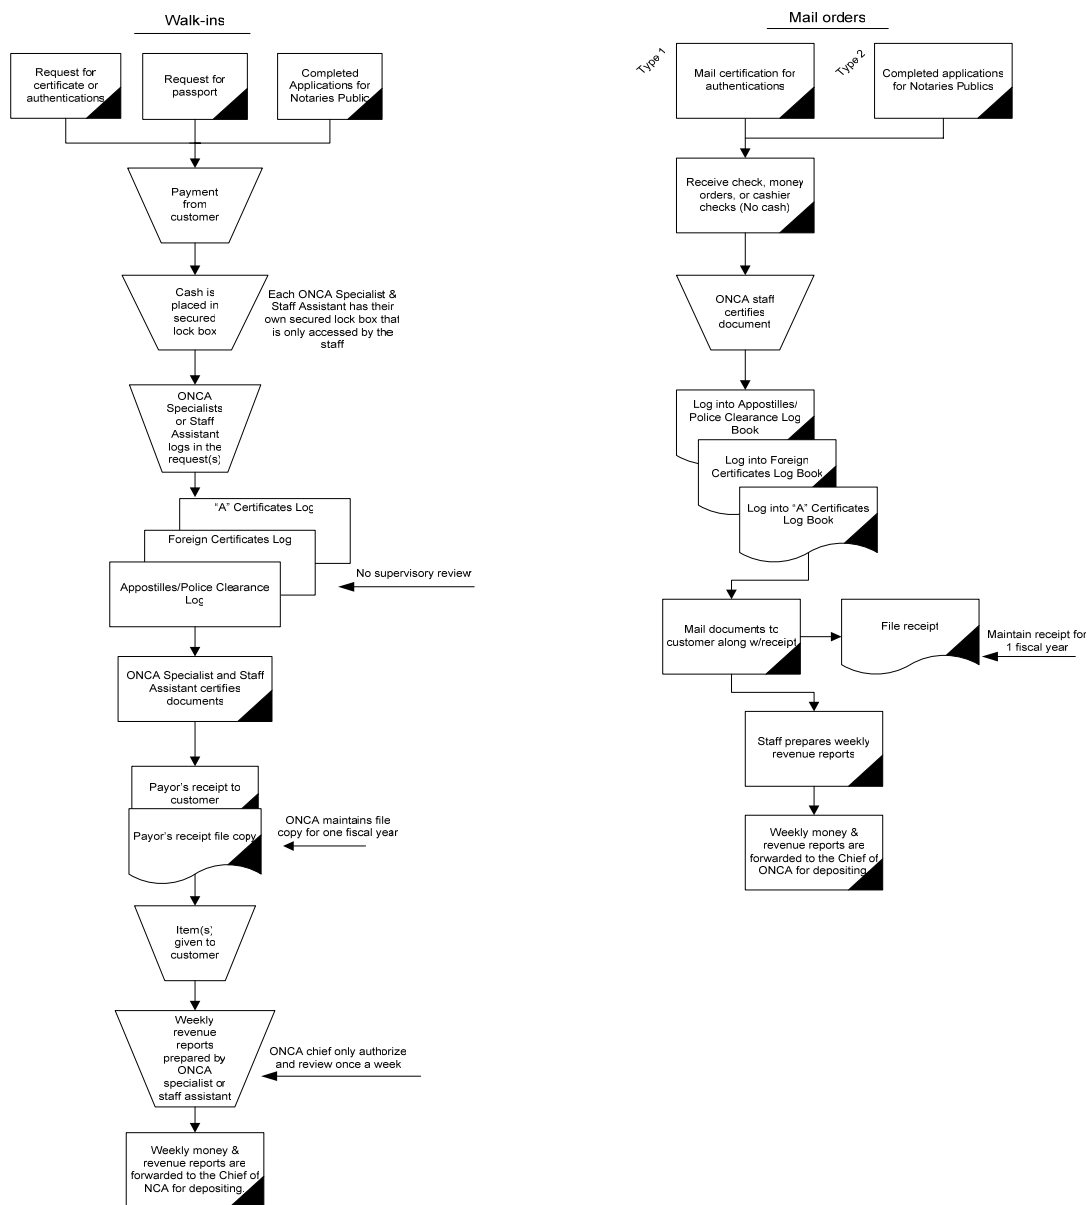 Walk-ins
Request for
certificate or
authentications
Request for
passport
Completed
Applications for
Notaries Public
Payment
from
customer
Cash is
placed in
secured
lock box
Each ONCA Specialist &
Staff Assistant has their
own secured lock box that
is only accessed by the
staff
ONCA
Specialists
or Staff
Assistant
logs in the
request(s)
"A" Certificates Log
Foreign Certificates Log
Appostilles/Police Clearance
Log
No supervisory review
ONCA Specialist and Staff
Assistant certifies
documents
Payor's receipt to
customer
Payor's receipt file copy
ONCA maintains file
copy for one fiscal year
Item(s)
given to
customer
Weekly
revenue
reports
prepared by
ONCA
specialist or
staff assistant
ONCA chief only authorize
and review once a week
Weekly money &
revenue reports are
forwarded to the Chief of
NCA for depositing.
Mail orders
Type 1
Mail certification for
authentications
Type 2
Completed applications
for Notaries Publics
Receive check, money
orders, or cashier
checks (No cash)
ONCA staff
certifies
document
Log into Appostilles/
Police Clearance Log
Book
Log into Foreign
Certificates Log Book
Log into "A" Certificates
Log Book
Mail documents to
customer along w/receipt
File receipt
Maintain receipt for
1 fiscal year
Staff prepares weekly
revenue reports
Weekly money &
revenue reports are
forwarded to the Chief of
ONCA for depositing.